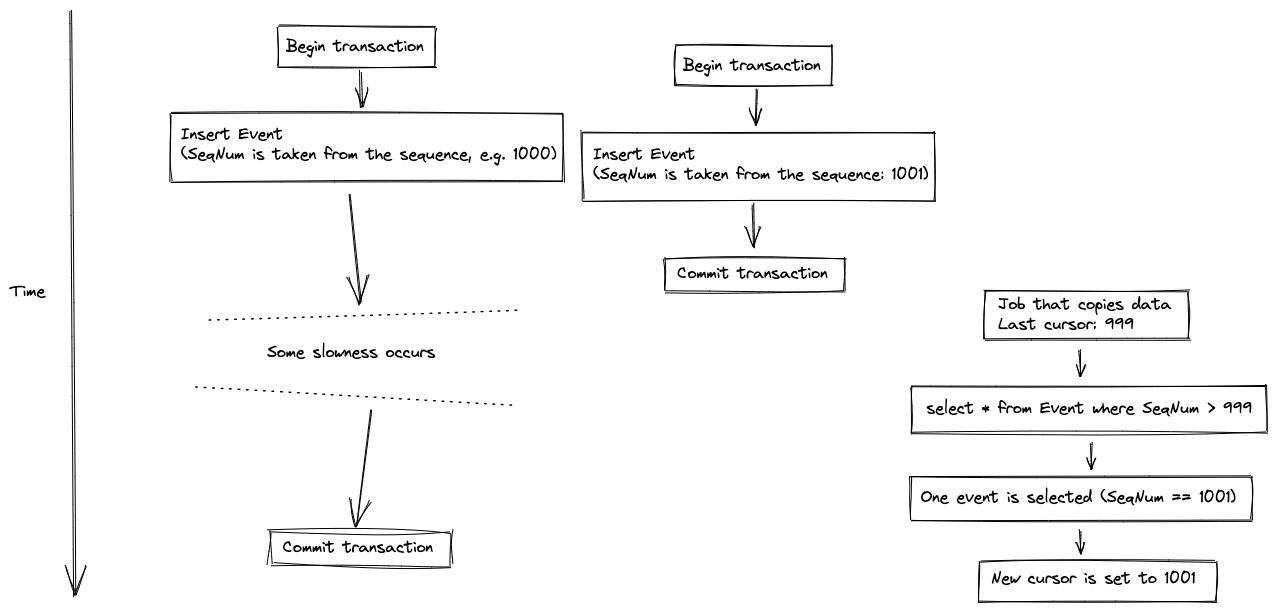 Time
Begin transaction
Insert Event
(SeqNum is taken from the sequence, e.g. 1000)
Some slowness occurs
Commit transaction
Begin transaction
Insert Event
(SeqNum is taken from the sequence: 1001)
Commit transaction
Job that copies data
Last cursor: 999
select * from Event where SeqNum > 999
One event is selected (SeqNum == 1001)
New cursor is set to 1001